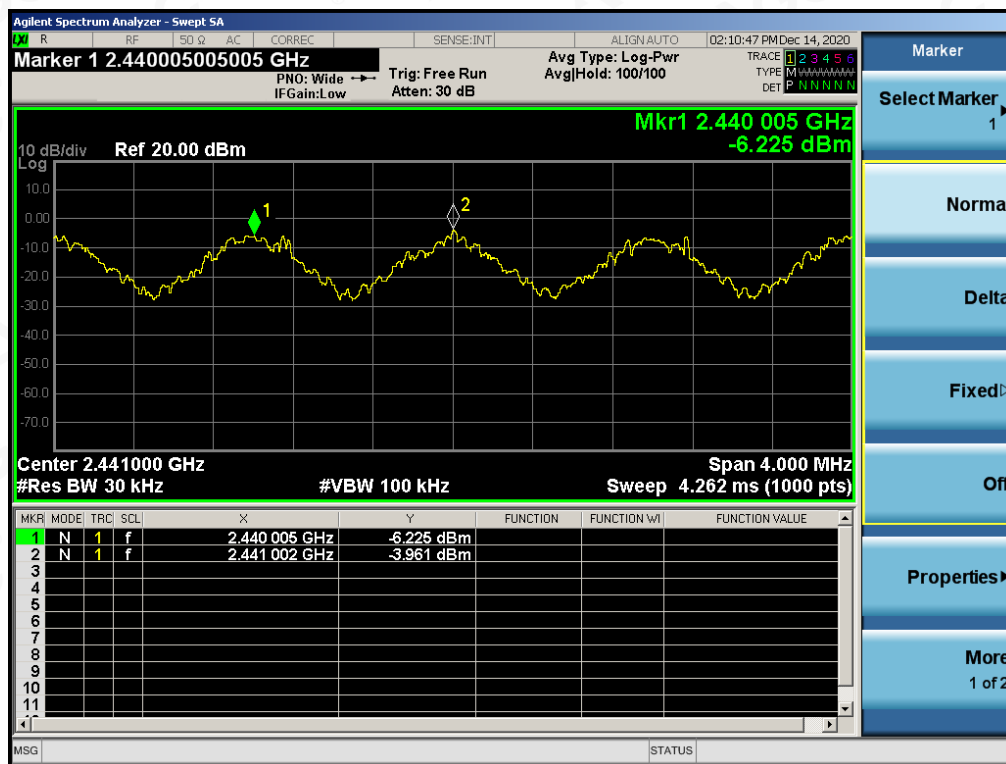 Agilent Spectrum Analyzer - Swept SA
LXI R RF 50 Ω AC CORREC SENSE:INT ALIGN AUTO 02:10:47 PM Dec 14, 2020
Marker 1 2.440005005005 GHz
PNO: Wide
IFGain:Low
Trig: Free Run
Atten: 30 dB
Avg Type: Log-Pwr
Avg|Hold: 100/100
TRACE 1 2 3 4 5 6
TYPE M W W W W W
DET P N N N N N
Mkr1 2.440 005 GHz
-6.225 dBm
10 dB/div Ref 20.00 dBm
Log
10.0
0.00
-10.0
-20.0
-30.0
-40.0
-50.0
-60.0
-70.0
1
2
Center 2.441000 GHz Span 4.000 MHz
#Res BW 30 kHz #VBW 100 kHz Sweep 4.262 ms (1000 pts)
MKR MODE TRC SCL X Y FUNCTION FUNCTION WI FUNCTION VALUE
1 N 1 f 2.440 005 GHz -6.225 dBm
2 N 1 f 2.441 002 GHz -3.961 dBm
3
4
5
6
7
8
9
10
11
MSG STATUS
Marker
Select Marker
1
Norma
Delta
Fixed
Off
Properties
More
1 of 2